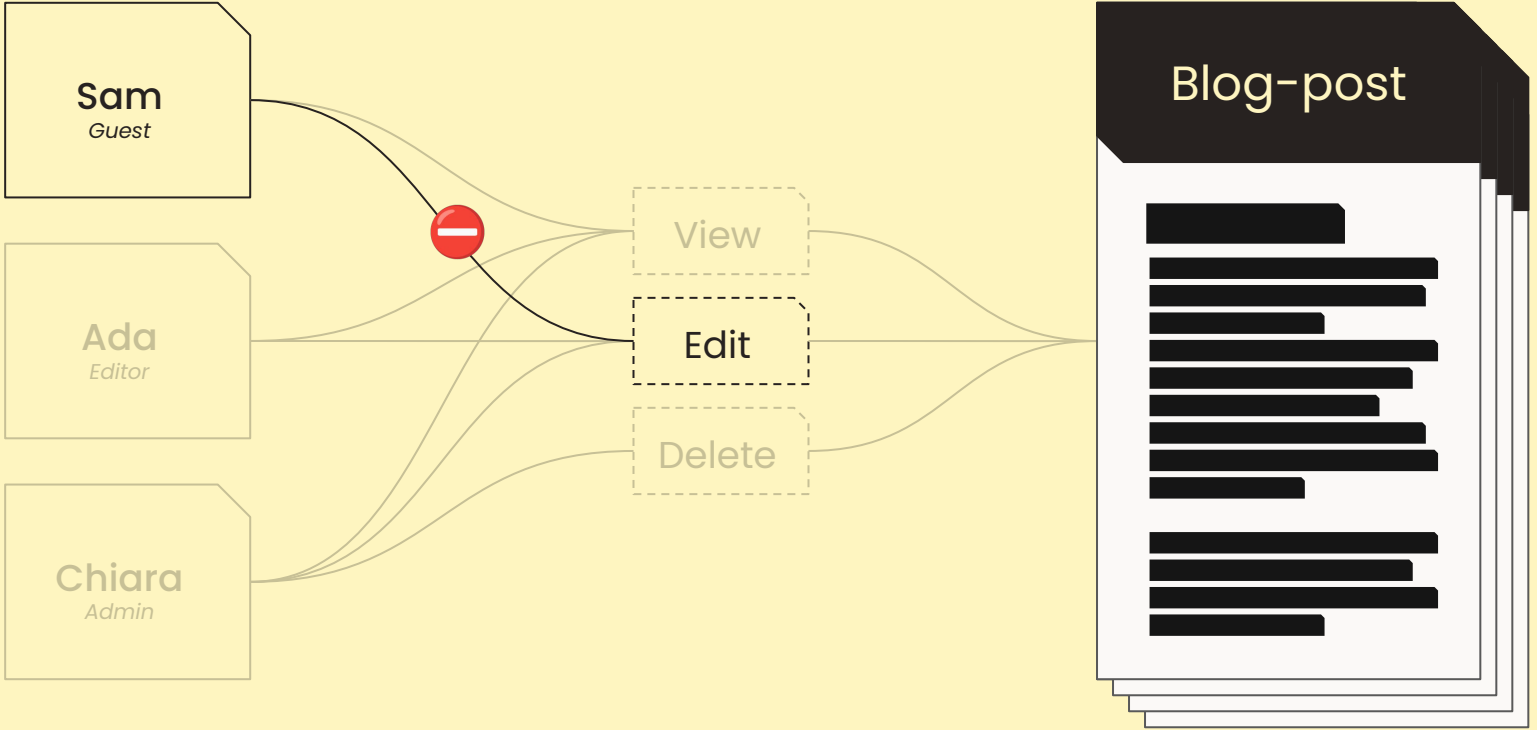 Sam
Guest
Ada
Editor
Chiara
Admin
View
Edit
Delete
Blog-post